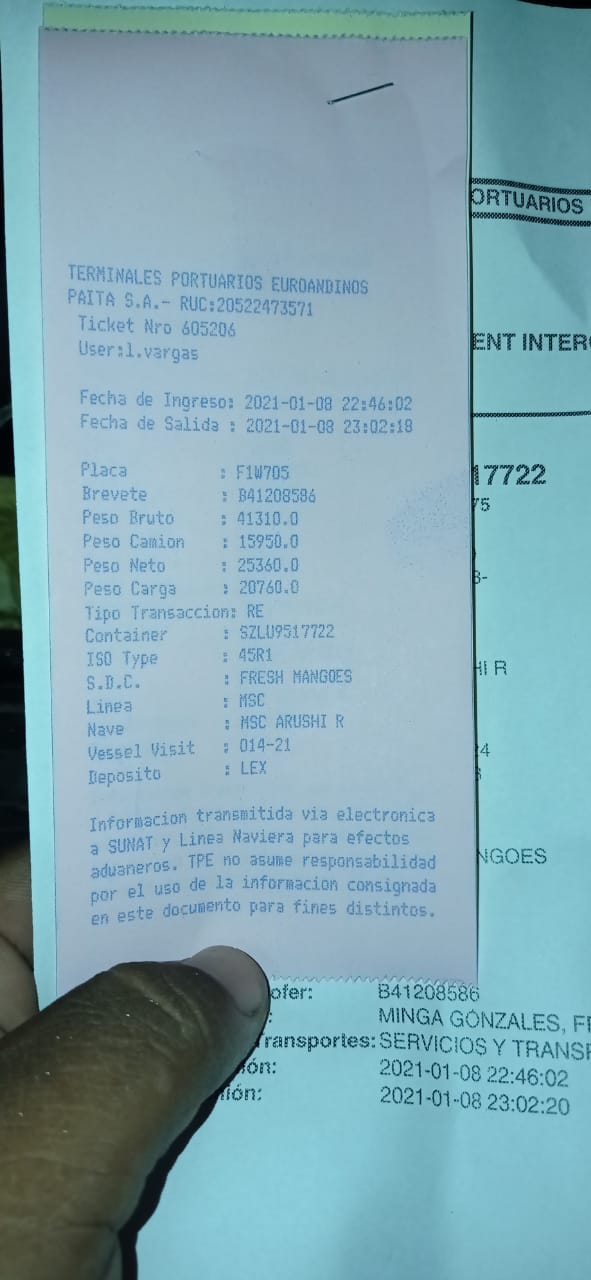 TERMINALES PORTUARIOS EUROANDINOS
PAITA S.A.- RUC:20522473571
Ticket Nro 605206
User:l.vargas
Fecha de Ingreso: 2021-01-08 22:46:02
Fecha de Salida : 2021-01-08 23:02:18
Placa : F1W705
Brevete : B41208586
Peso Bruto : 41310.0
Peso Camion : 15950.0
Peso Neto : 25360.0
Peso Carga : 20760.0
Tipo Transaccion: RE
Container : SZLU9517722
ISO Type : 45R1
S.D.C. : FRESH MANGOES
Linea : MSC
Nave : MSC ARUSHI R
Vessel Visit : 014-21
Deposito : LEX
Informacion transmitida via electronica
a SUNAT y Linea Naviera para efectos
aduaneros. TPE no asume responsabilidad
por el uso de la informacion consignada
en este documento para fines distintos.
ORTUARIOS
ENT INTER
17722
75
8-
HI R
24
NGOES
ofer: B41208586
: MINGA GONZALES, F
Transportes: SERVICIOS Y TRANSP
ión: 2021-01-08 22:46:02
ión: 2021-01-08 23:02:20